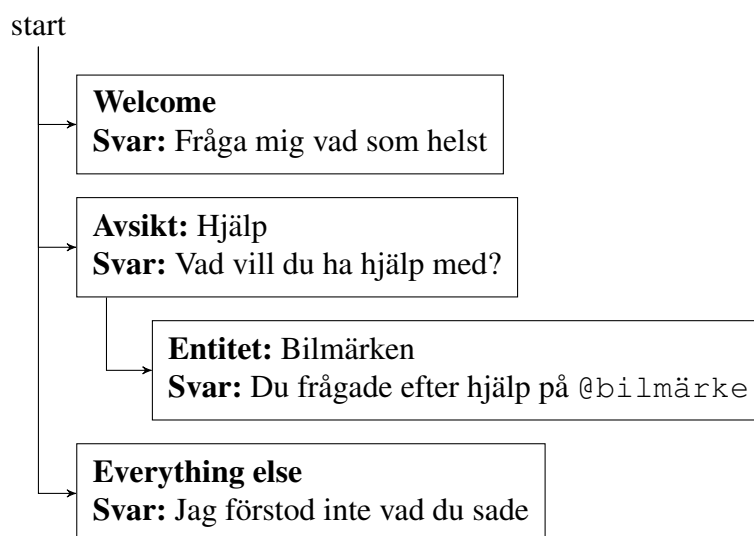 start
Welcome
Svar: Fråga mig vad som helst
Avsikt: Hjälp
Svar: Vad vill du ha hjälp med?
Entitet: Bilmärken
Svar: Du frågade efter hjälp på @bilmärke
Everything else
Svar: Jag förstod inte vad du sade